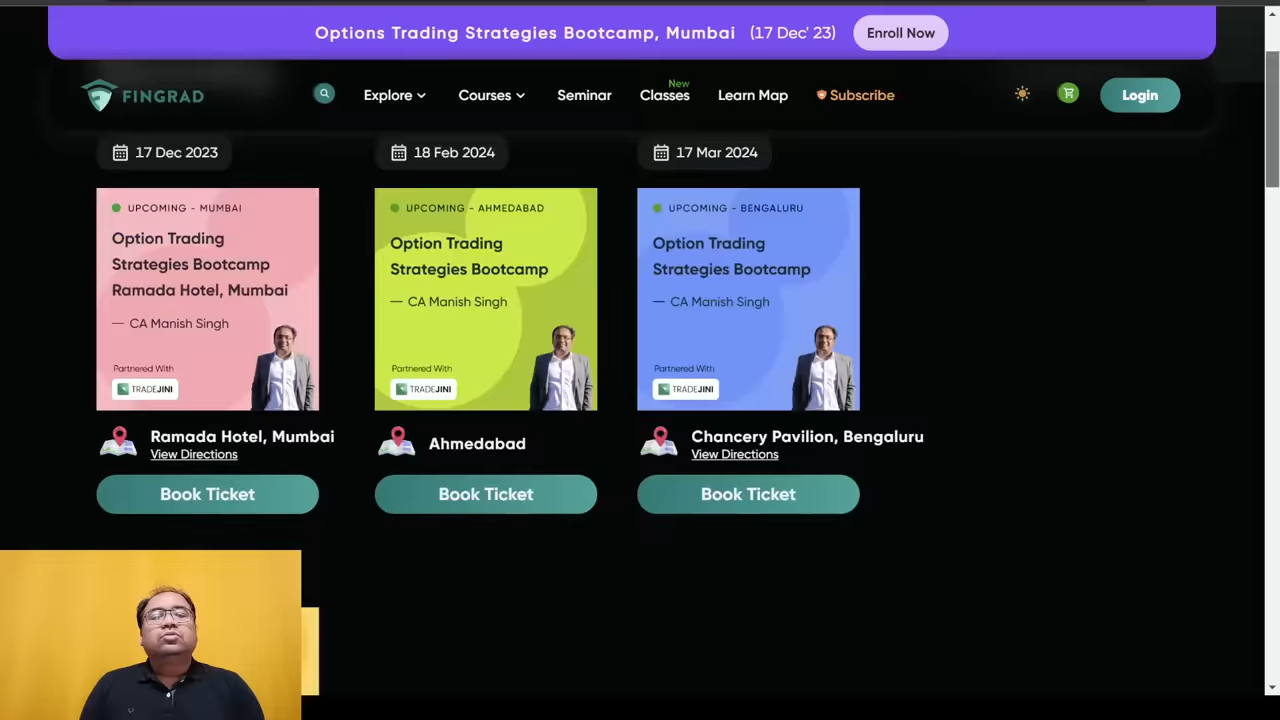 Options Trading Strategies Bootcamp, Mumbai (17 Dec' 23) Enroll Now
FINGRAD Explore Courses Seminar New Classes Learn Map Subscribe Login
17 Dec 2023
18 Feb 2024
17 Mar 2024
UPCOMING - MUMBAI
Option Trading
Strategies Bootcamp
Ramada Hotel, Mumbai
— CA Manish Singh
Partnered With
TRADEJINI
UPCOMING - AHMEDABAD
Option Trading
Strategies Bootcamp
— CA Manish Singh
Partnered With
TRADEJINI
UPCOMING - BENGALURU
Option Trading
Strategies Bootcamp
— CA Manish Singh
Partnered With
TRADEJINI
Ramada Hotel, Mumbai
View Directions
Book Ticket
Ahmedabad
Book Ticket
Chancery Pavilion, Bengaluru
View Directions
Book Ticket